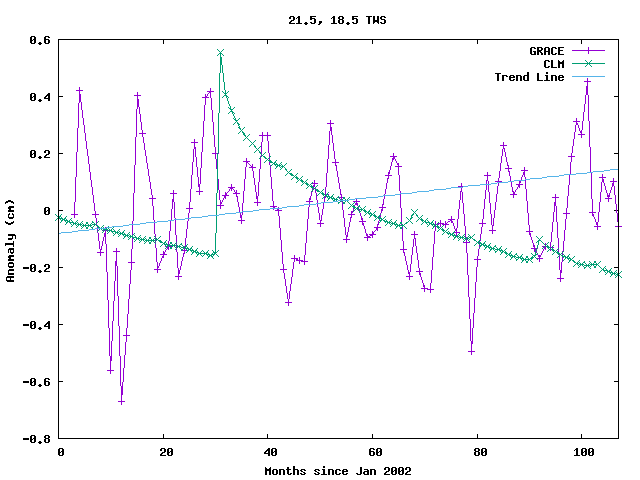 21.5, 18.5 TWS
GRACE
CLM
Trend Line
0.6
0.4
0.2
0
-0.2
-0.4
-0.6
-0.8
Anomaly (cm)
0 20 40 60 80 100
Months since Jan 2002